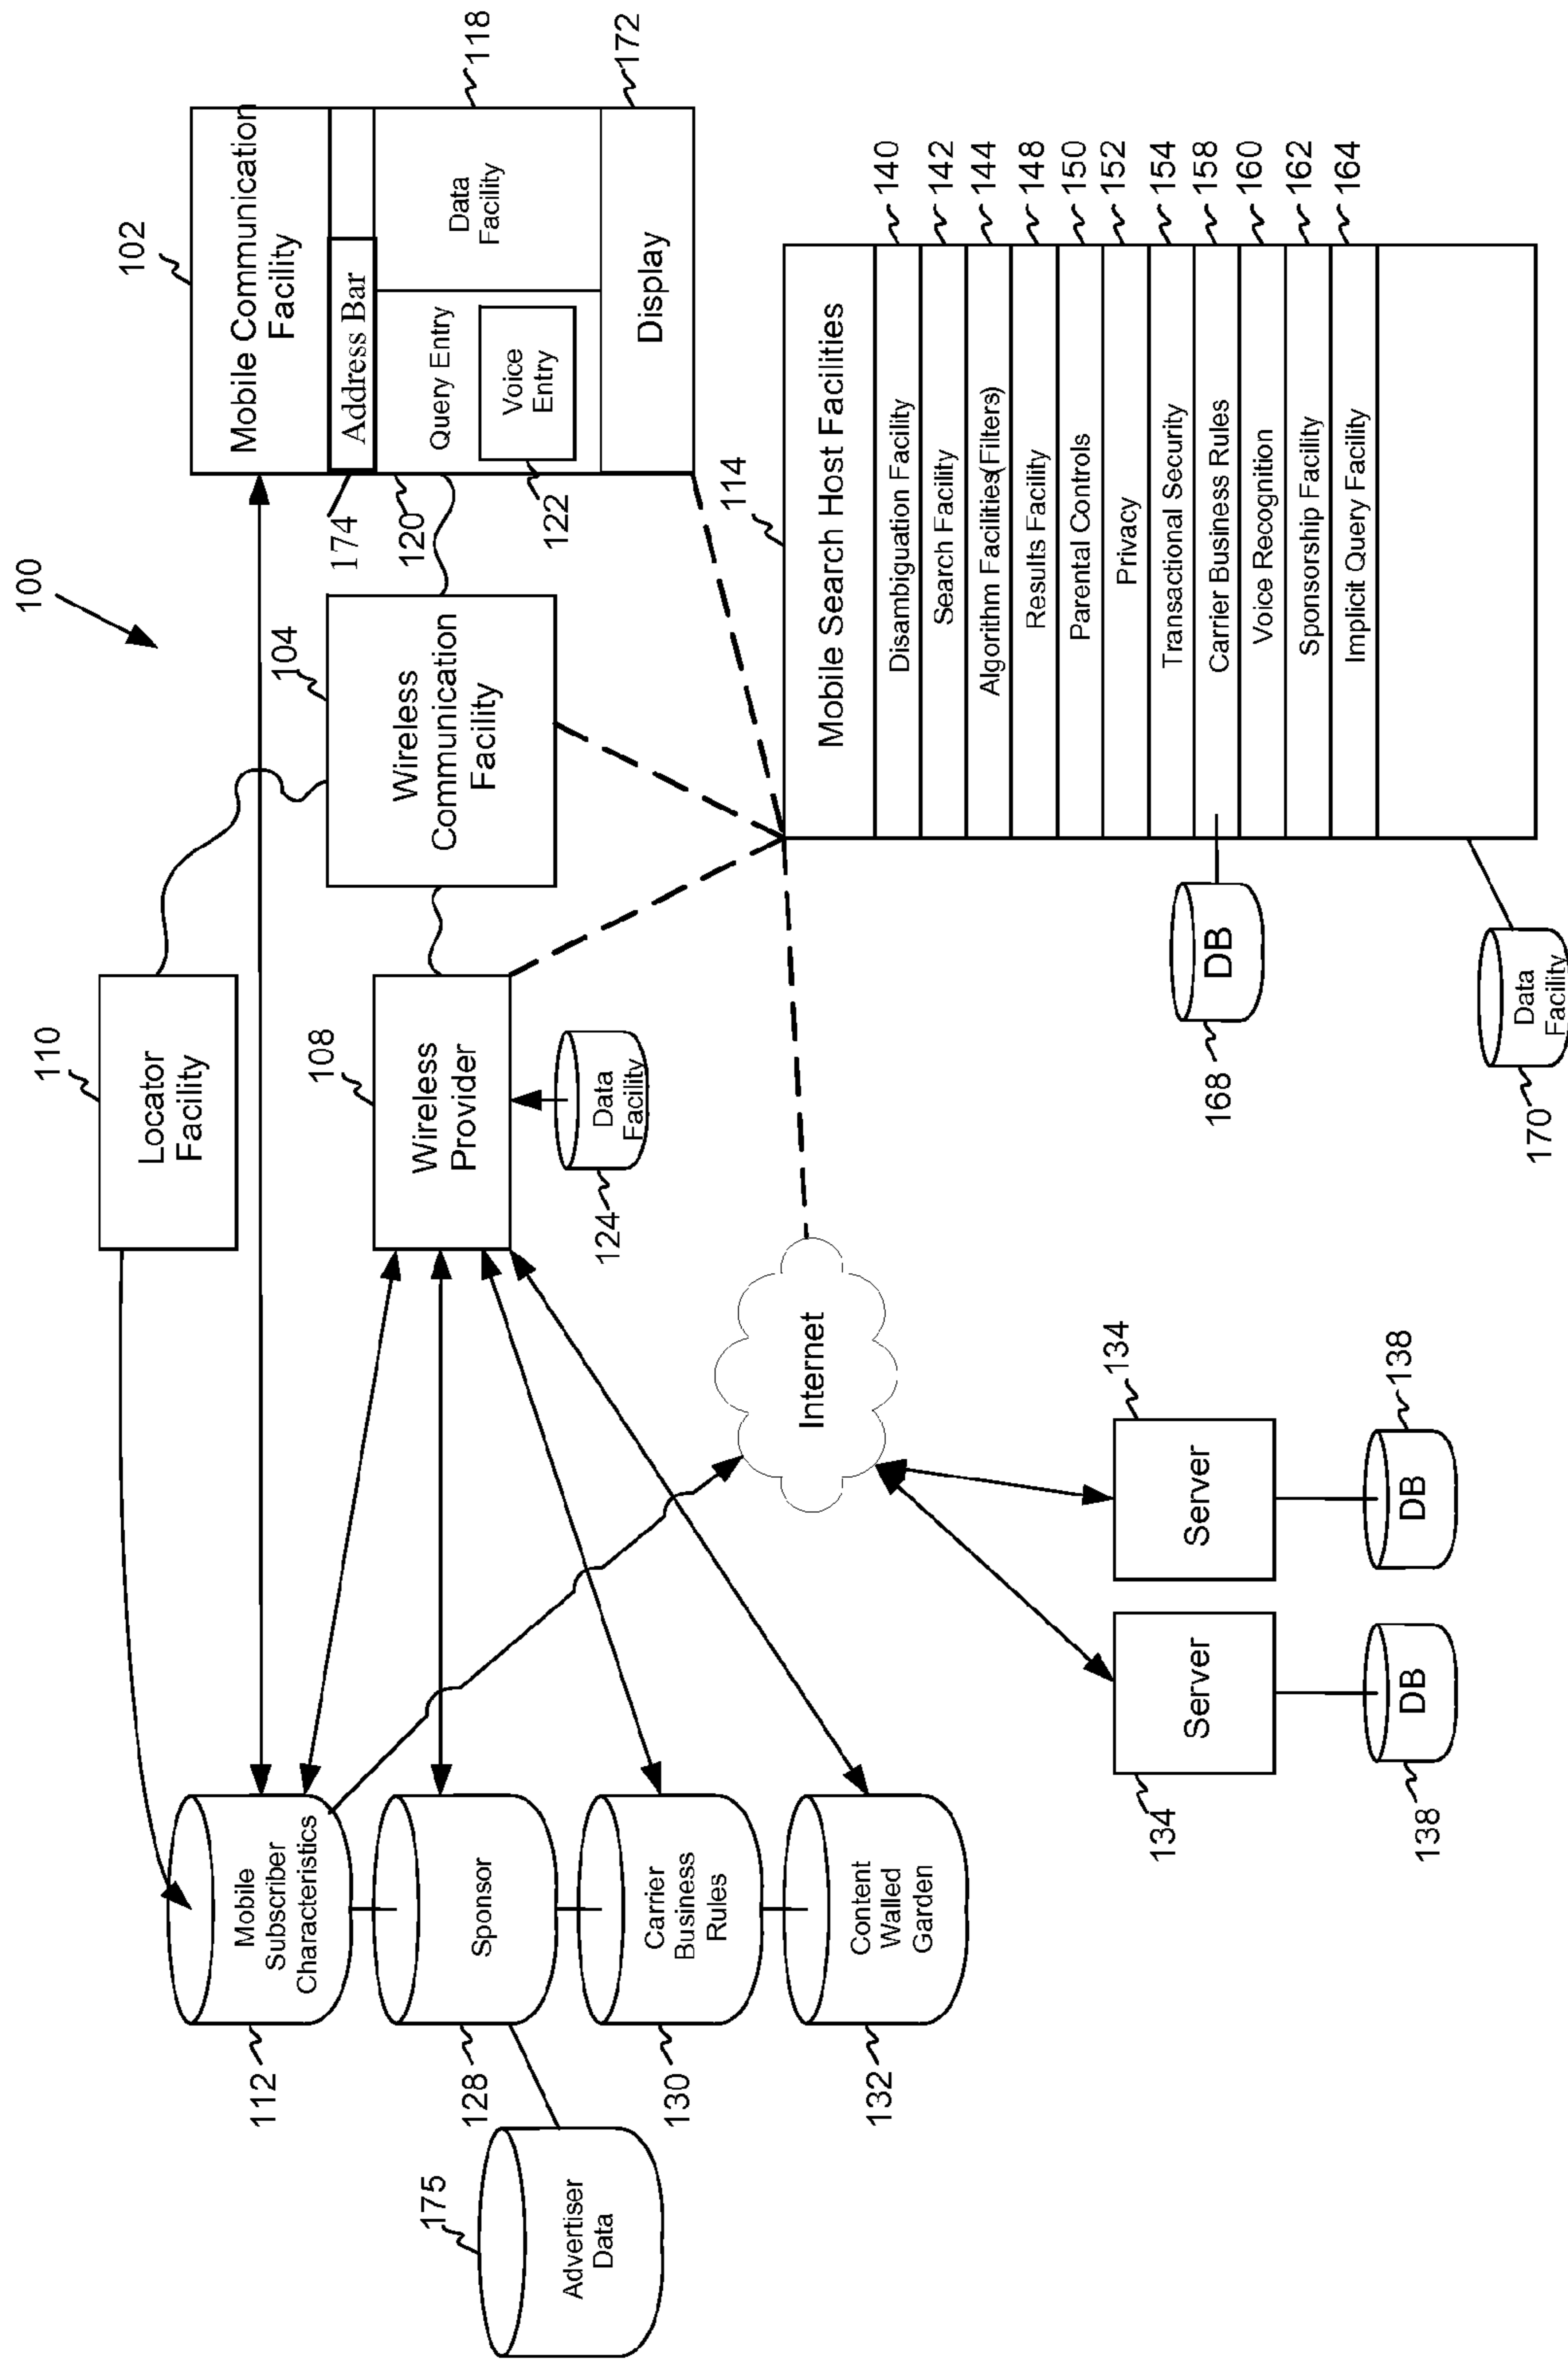 100
110
Locator
Facility
102
Mobile Communication
Facility
174
Address Bar
120
Query Entry
Voice
Entry
122
Data
Facility
118
Display
172
104
Wireless
Communication
Facility
108
Wireless
Provider
124
Data
Facility
112
Mobile
Subscriber
Characteristics
175
Advertiser
Data
128
Sponsor
130
Carrier
Business
Rules
132
Content
Walled
Garden
Internet
134
Server
138
DB
134
Server
138
DB
114
Mobile Search Host Facilities
Disambiguation Facility
140
Search Facility
142
Algorithm Facilities(Filters)
144
Results Facility
148
Parental Controls
150
Privacy
152
Transactional Security
154
Carrier Business Rules
158
Voice Recognition
160
Sponsorship Facility
162
Implicit Query Facility
164
168
DB
170
Data
Facility